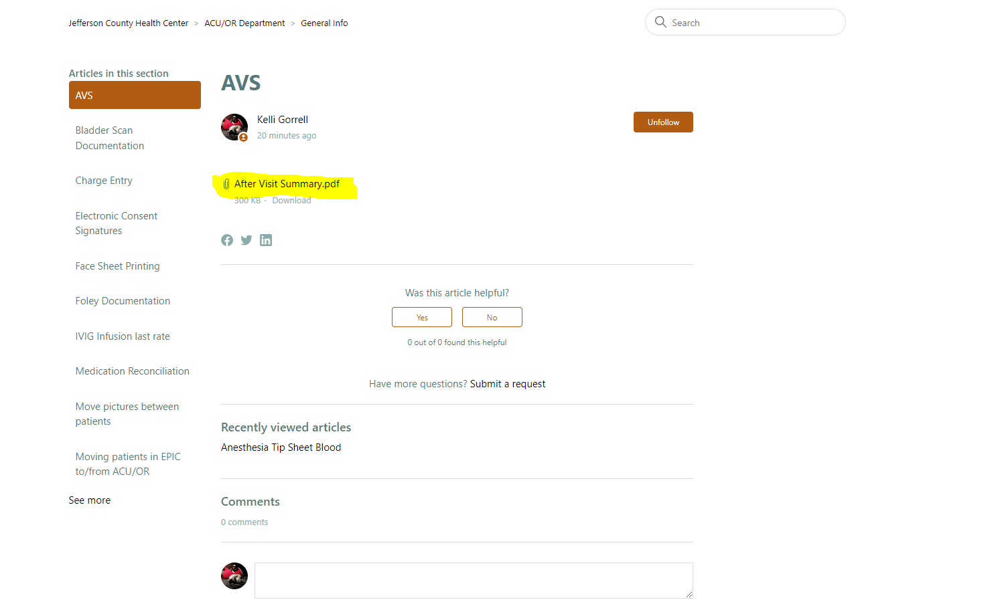 Jefferson County Health Center > ACU/OR Department > General Info
Search
Articles in this section
AVS
Bladder Scan
Documentation
Charge Entry
Electronic Consent
Signatures
Face Sheet Printing
Foley Documentation
IVIG Infusion last rate
Medication Reconciliation
Move pictures between
patients
Moving patients in EPIC
to/from ACU/OR
See more
AVS
Kelli Gorrell
20 minutes ago
Unfollow
After Visit Summary.pdf
300 KB · Download
Was this article helpful?
Yes
No
0 out of 0 found this helpful
Have more questions? Submit a request
Recently viewed articles
Anesthesia Tip Sheet Blood
Comments
0 comments